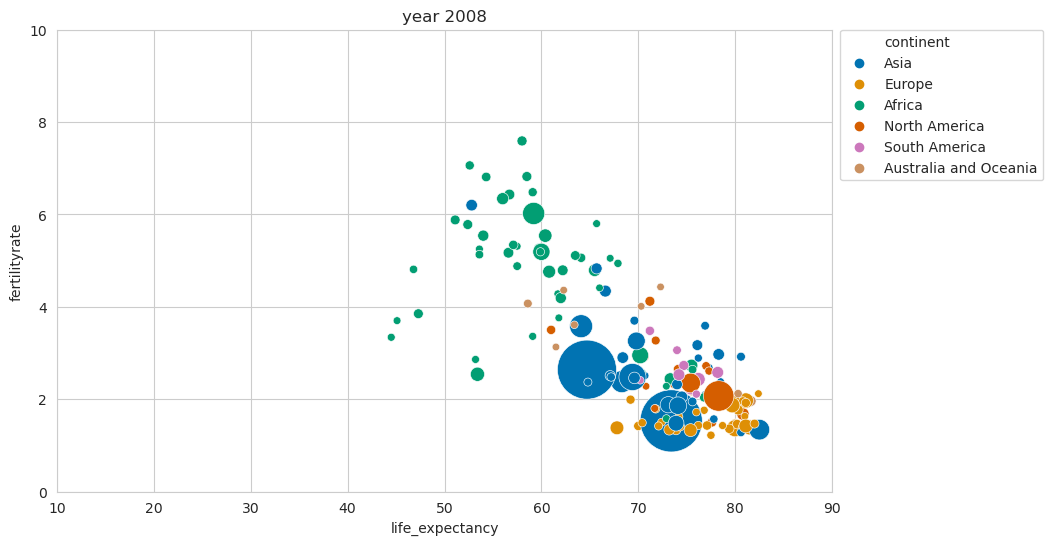 year 2008
continent
Asia
Europe
Africa
North America
South America
Australia and Oceania
fertilityrate
10
8
6
4
2
0
10 20 30 40 50 60 70 80 90
life_expectancy